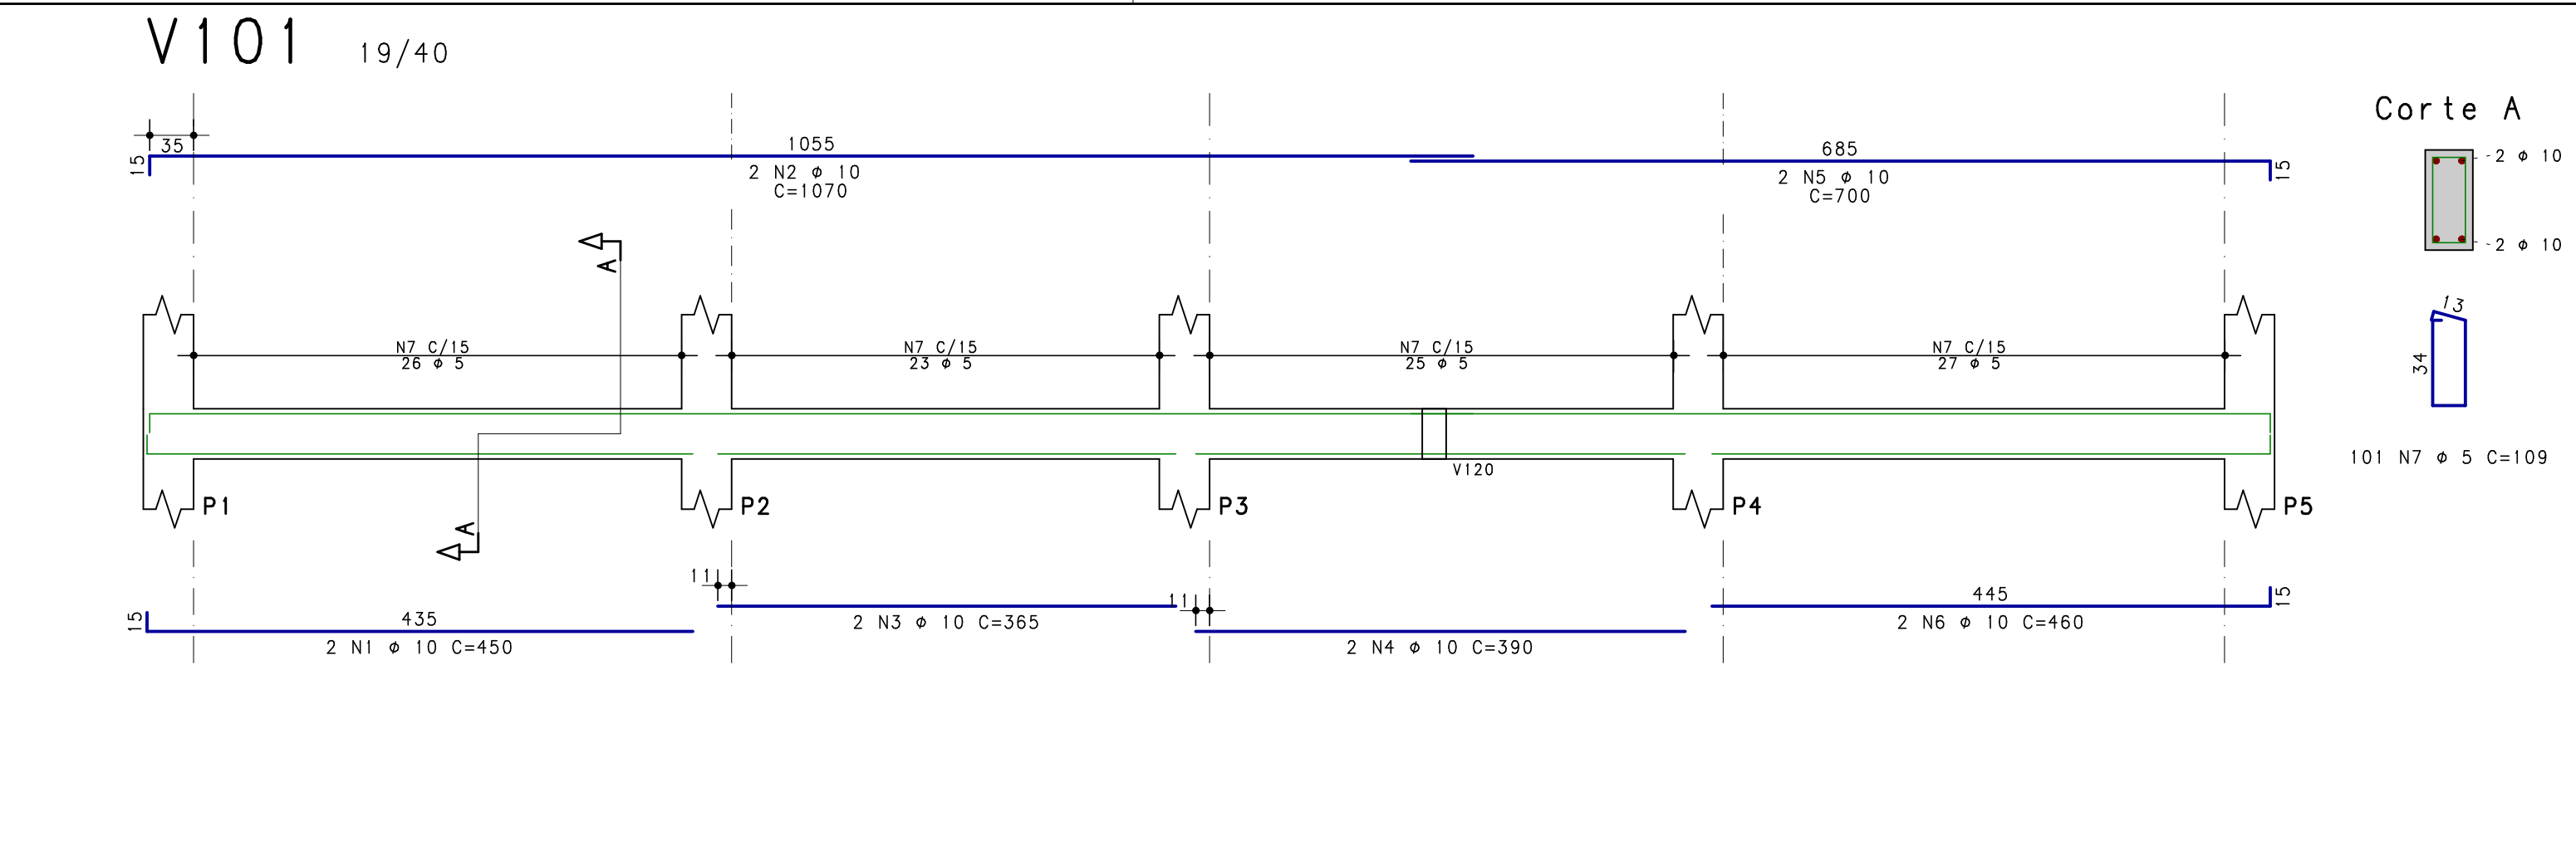 V101 19/40
Corte A
35
15
1055
2 N2 φ 10
C=1070
685
2 N5 φ 10
C=700
15
2 φ 10
2 φ 10
A
13
34
N7 C/15
26 φ 5
N7 C/15
23 φ 5
N7 C/15
25 φ 5
N7 C/15
27 φ 5
101 N7 φ 5 C=109
V120
P1
P2
P3
P4
P5
A
11
11
15
435
2 N1 φ 10 C=450
2 N3 φ 10 C=365
2 N4 φ 10 C=390
445
2 N6 φ 10 C=460
15